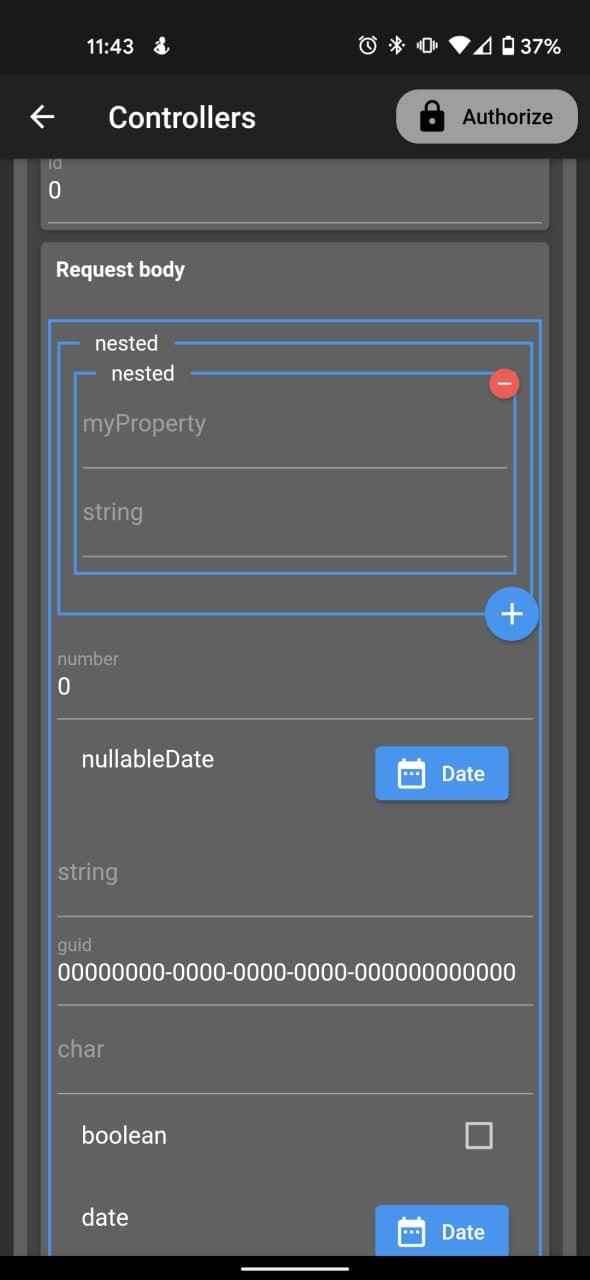 11:43 37%
Controllers Authorize
id
0
Request body
nested
nested
myProperty
string
number
0
nullableDate Date
string
guid
00000000-0000-0000-0000-000000000000
char
boolean
date Date